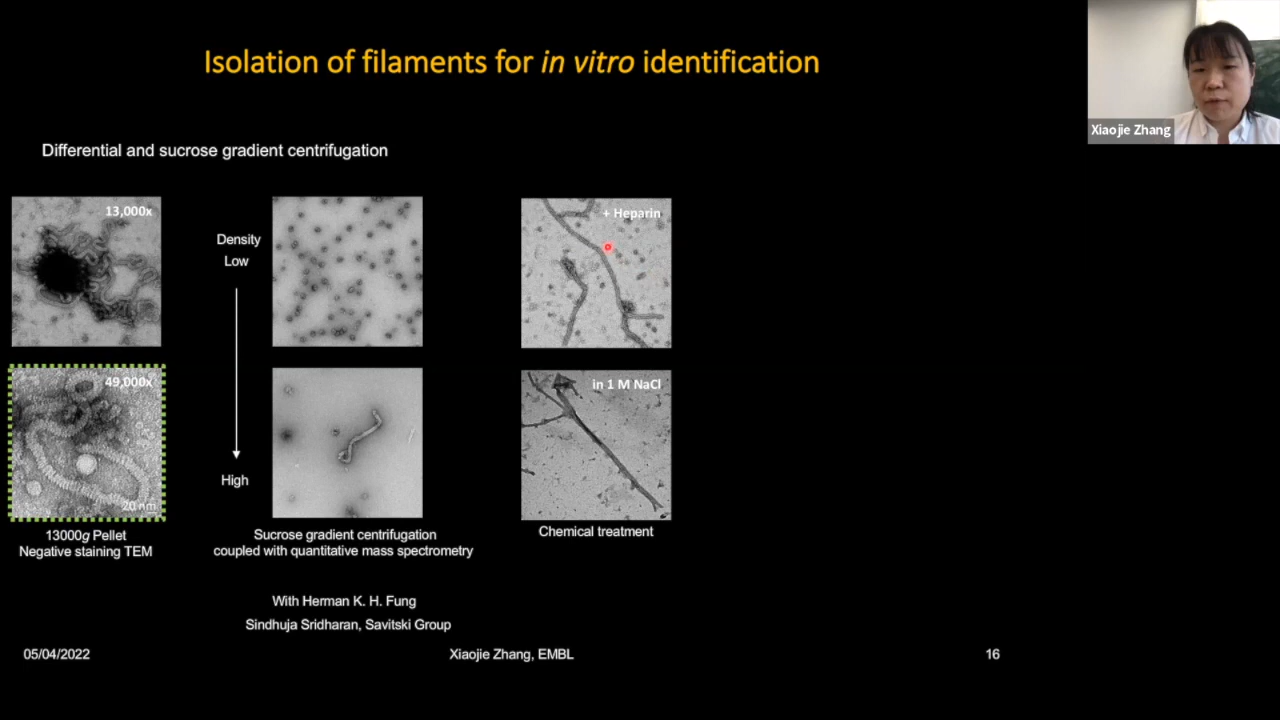 Isolation of filaments for in vitro identification
Xiaojie Zhang
Differential and sucrose gradient centrifugation
13,000x
Density
Low
+ Heparin
49,000x
20 nm
High
in 1 M NaCl
13000g Pellet
Negative staining TEM
Sucrose gradient centrifugation
coupled with quantitative mass spectrometry
Chemical treatment
With Herman K. H. Fung
Sindhuja Sridharan, Savitski Group
05/04/2022
Xiaojie Zhang, EMBL
16